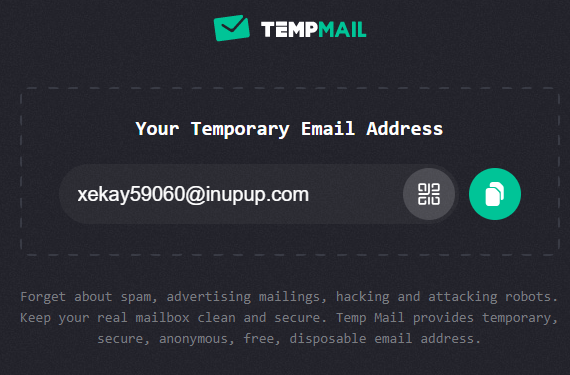 TEMPMAIL
Your Temporary Email Address
xekay59060@inupup.com
Forget about spam, advertising mailings, hacking and attacking robots.
Keep your real mailbox clean and secure. Temp Mail provides temporary,
secure, anonymous, free, disposable email address.